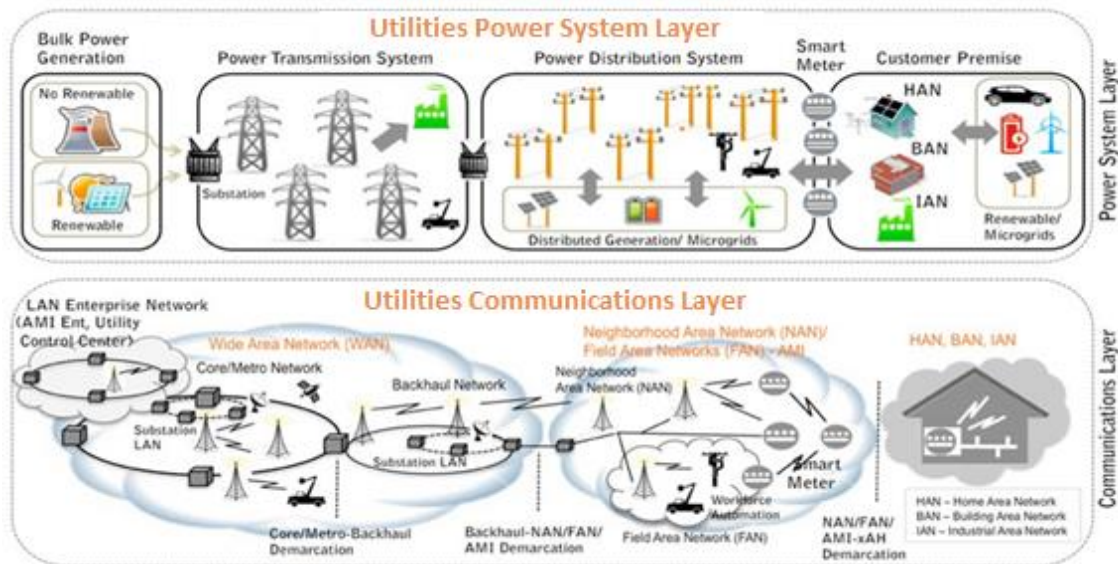 Utilities Power System Layer
Bulk Power
Generation
Power Transmission System
Power Distribution System
Smart
Meter
Customer Premise
No Renewable
Renewable
Substation
Distributed Generation/ Microgrids
HAN
BAN
IAN
Renewable/
Microgrids
Power System Layer
Utilities Communications Layer
LAN Enterprise Network
(AMI Ent, Utility
Control Center)
Wide Area Network (WAN)
Core/Metro Network
Backhaul Network
Substation
LAN
Substation LAN
Neighborhood Area Network (NAN)/
Field Area Networks (FAN) - AMI
Neighborhood
Area Network (NAN)
Smart
Meter
Workforce
Automation
Field Area Network (FAN)
HAN, BAN, IAN
Core/Metro-Backhaul
Demarcation
Backhaul-NAN/FAN/
AMI Demarcation
NAN/FAN/
AMI-xAH
Demarcation
HAN – Home Area Network
BAN – Building Area Network
IAN – Industrial Area Network
Communications Layer